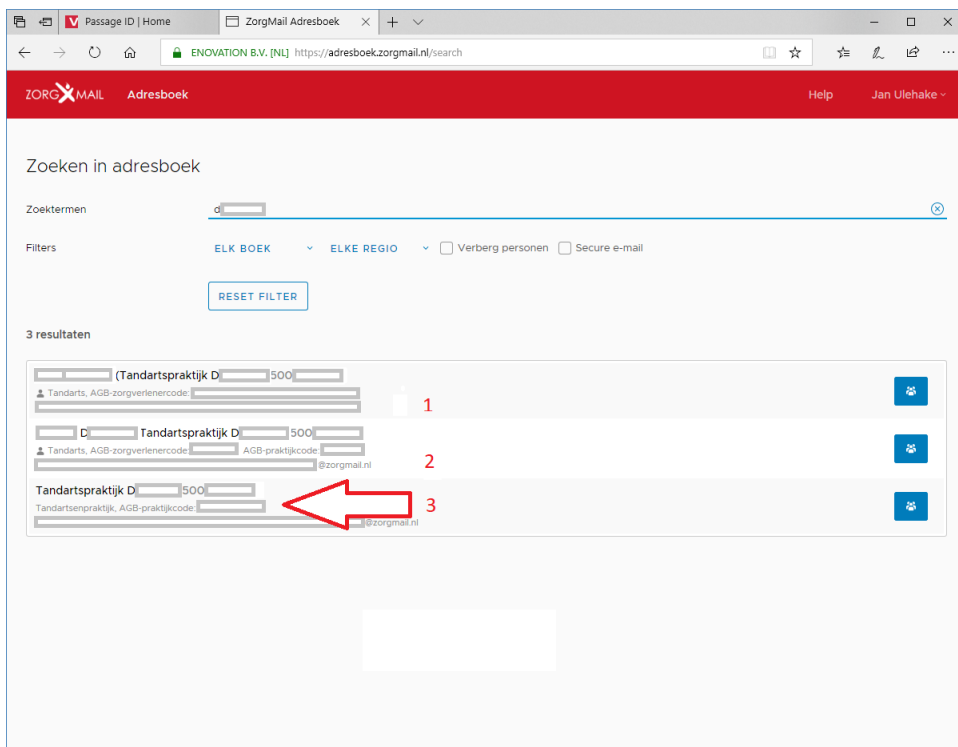 Passage ID | Home
ZorgMail Adresboek
ENOVATION B.V. [NL] https://adresboek.zorgmail.nl/search
ZORG MAIL Adresboek Help Jan Ulehake
Zoeken in adresboek
Zoektermen d
Filters ELK BOEK ELKE REGIO Verberg personen Secure e-mail
RESET FILTER
3 resultaten
(Tandartspraktijk D 500
Tandarts, AGB-zorgverlenercode:
1
D Tandartspraktijk D 500
Tandarts, AGB-zorgverlenercode: AGB-praktijkcode:
@zorgmail.nl
2
Tandartspraktijk D 500
Tandartsenpraktijk, AGB-praktijkcode:
3
@zorgmail.nl